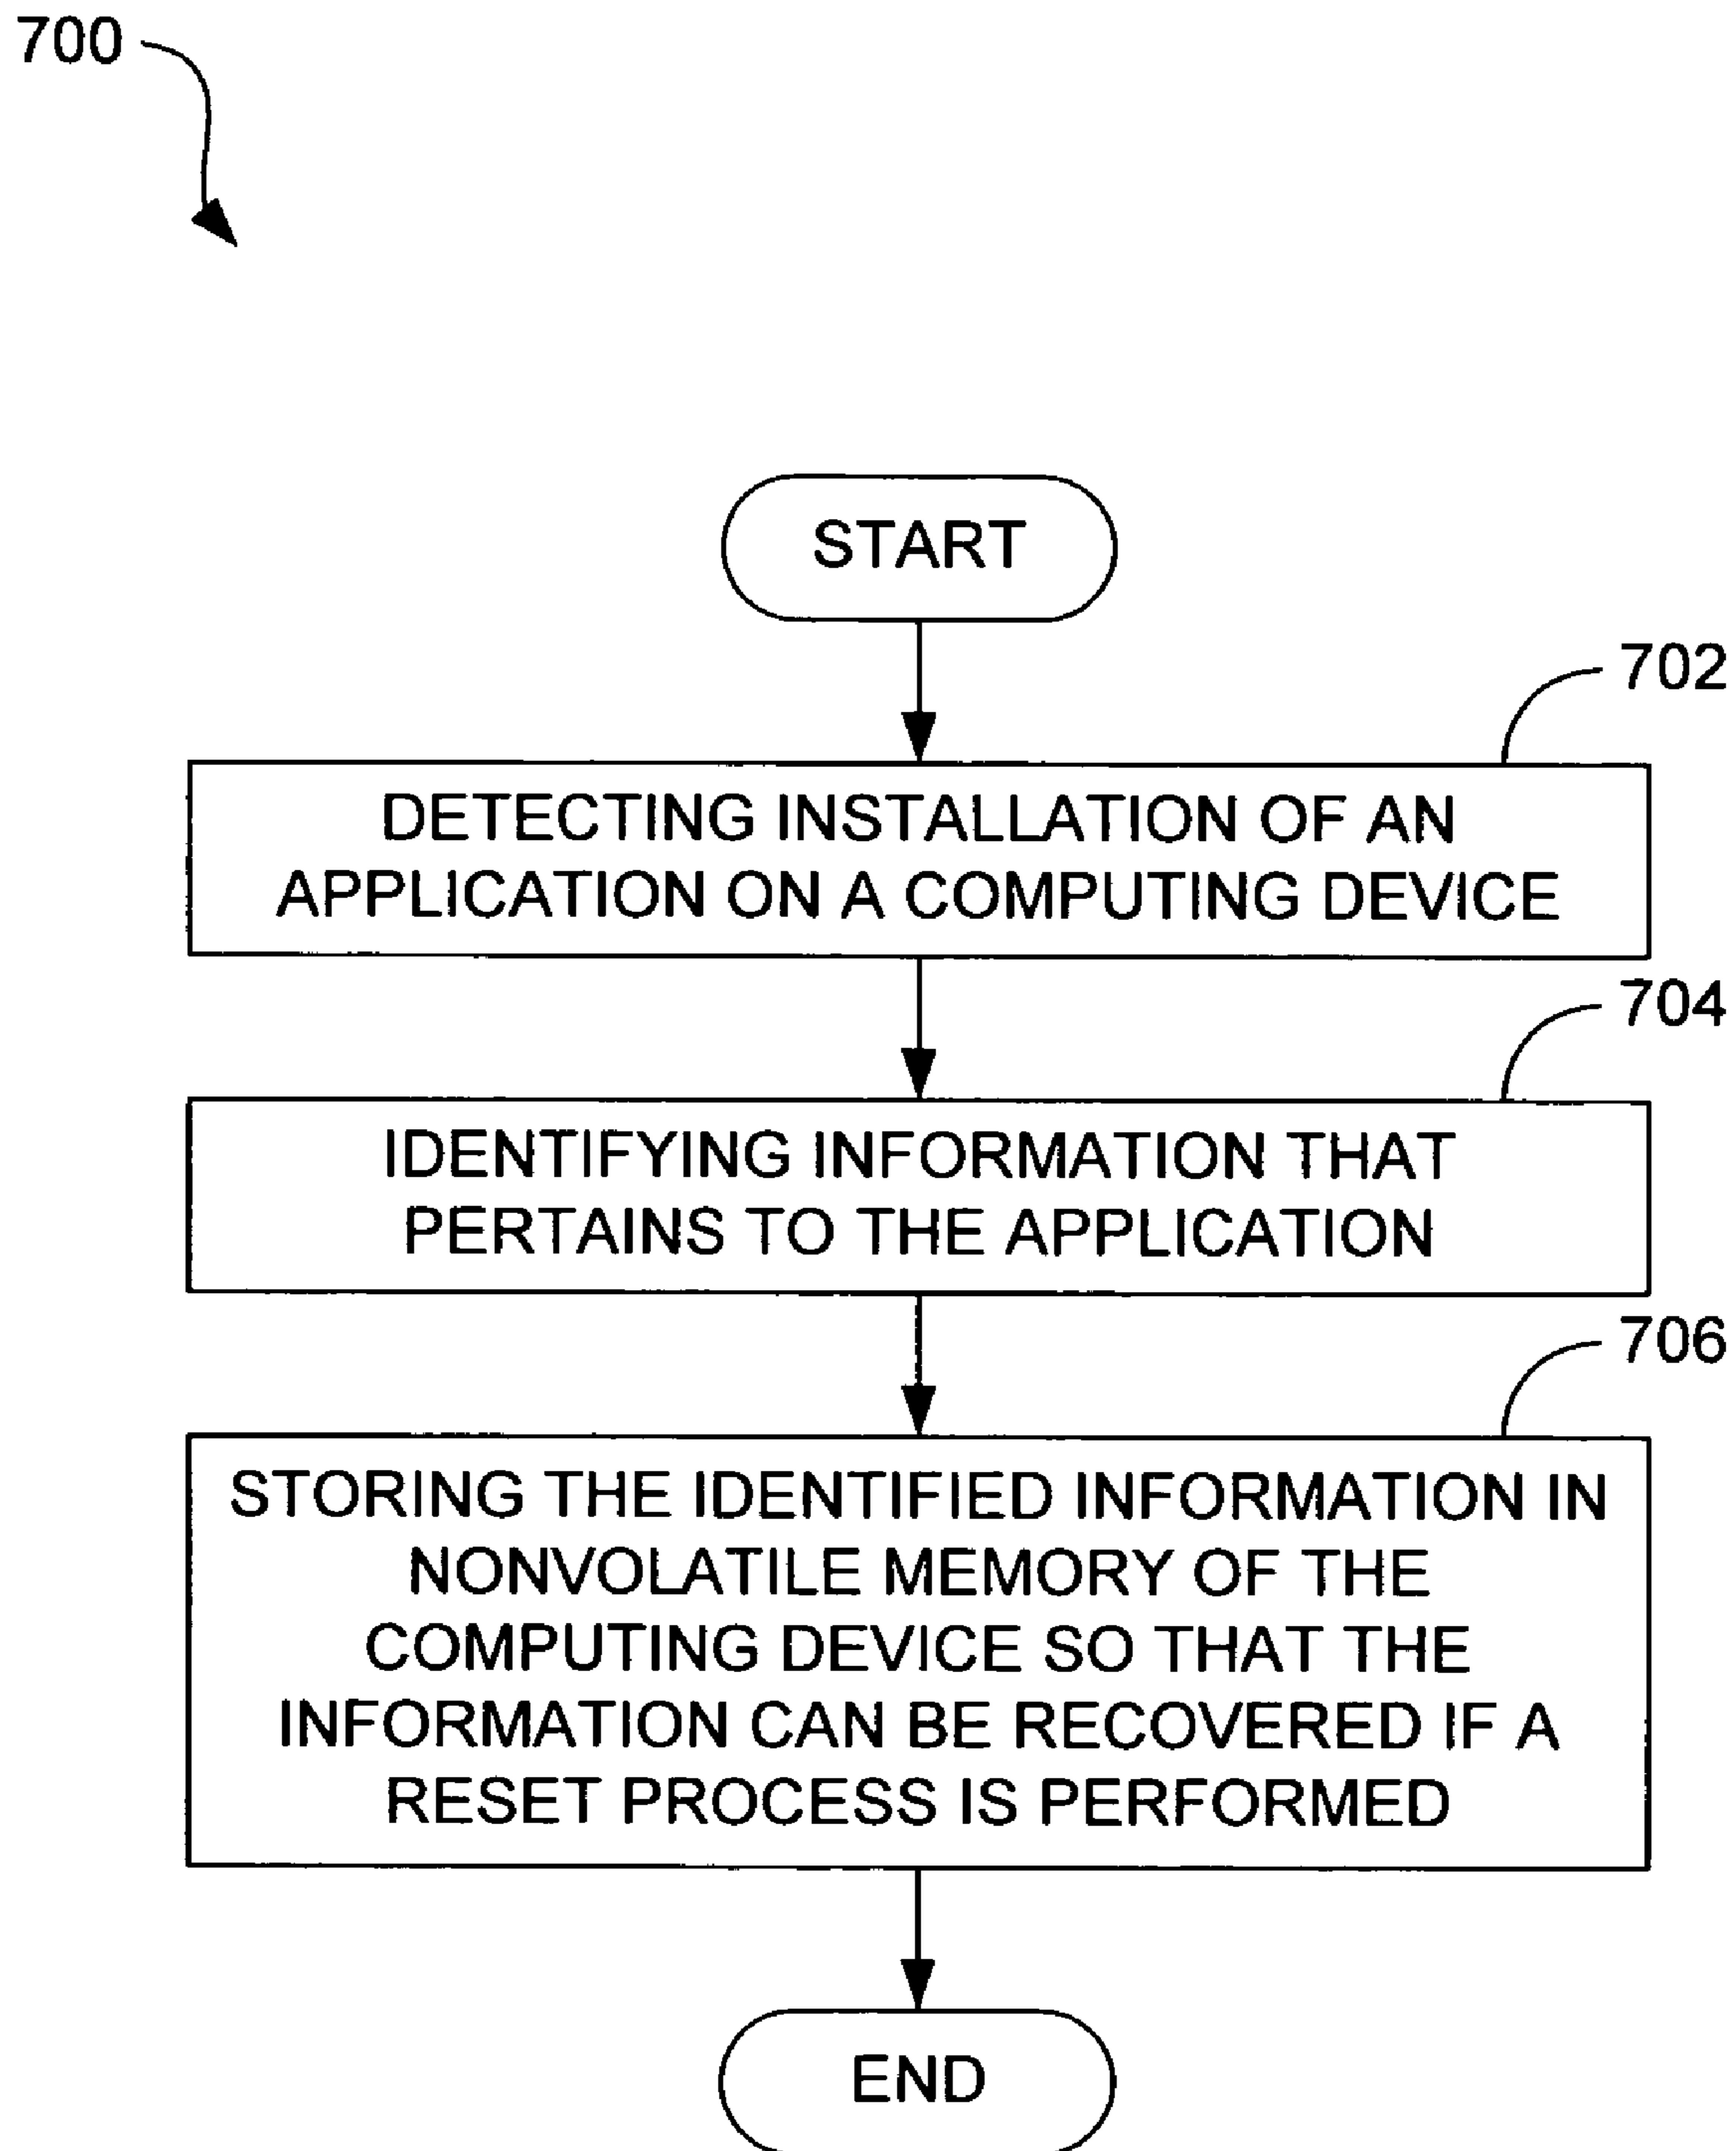 700
START
702
DETECTING INSTALLATION OF AN
APPLICATION ON A COMPUTING DEVICE
704
IDENTIFYING INFORMATION THAT
PERTAINS TO THE APPLICATION
706
STORING THE IDENTIFIED INFORMATION IN
NONVOLATILE MEMORY OF THE
COMPUTING DEVICE SO THAT THE
INFORMATION CAN BE RECOVERED IF A
RESET PROCESS IS PERFORMED
END